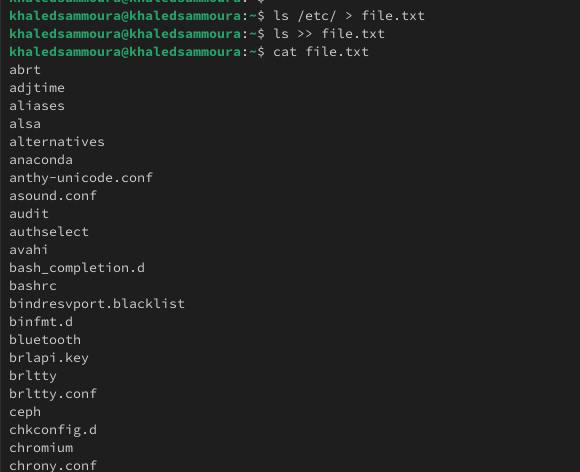 khaledsammoura@khaledsammoura:~$ ls /etc/ > file.txt
khaledsammoura@khaledsammoura:~$ ls >> file.txt
khaledsammoura@khaledsammoura:~$ cat file.txt
abrt
adjtime
aliases
alsa
alternatives
anaconda
anthy-unicode.conf
asound.conf
audit
authselect
avahi
bash_completion.d
bashrc
bindresvport.blacklist
binfmt.d
bluetooth
brlapi.key
brltty
brltty.conf
ceph
chkconfig.d
chromium
chrony.conf